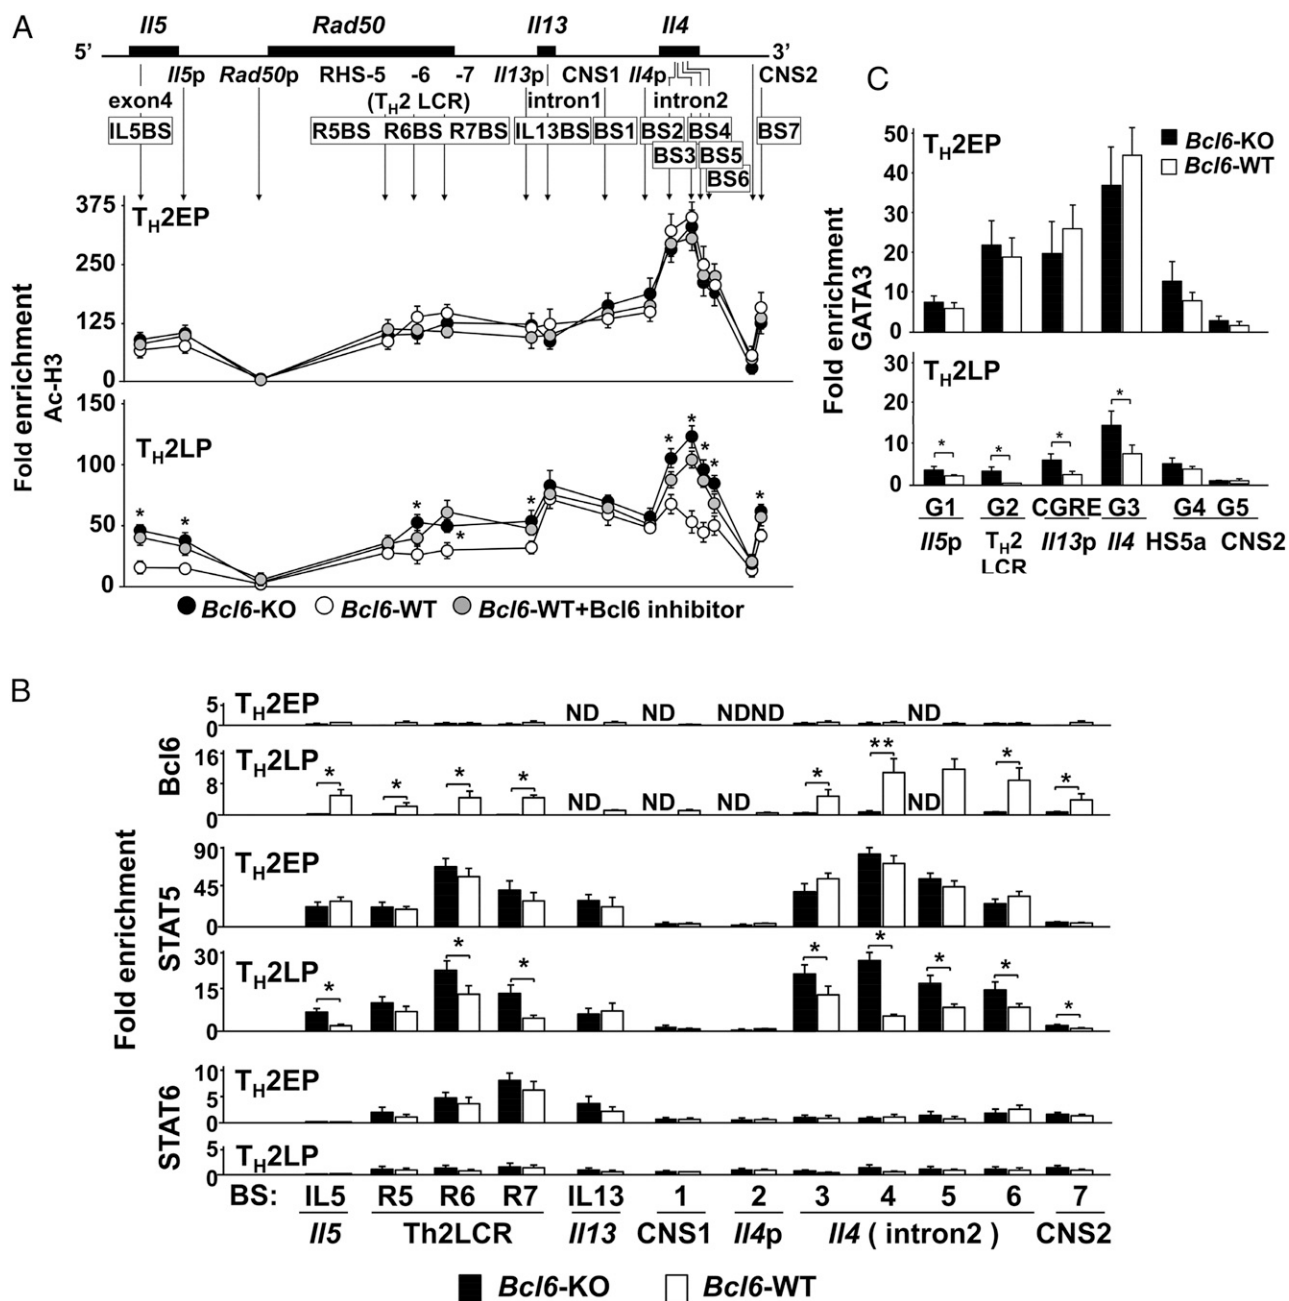 A
Il5 Rad50 Il13 Il4
5' 3'
Il5p Rad50p RHS-5 -6 -7 Il13p CNS1 Il4p CNS2
exon4 (TH2 LCR) intron1 intron2
IL5BS R5BS R6BS R7BS IL13BS BS1 BS2 BS4 BS7
BS3 BS5
BS6
Fold enrichment
Ac-H3
375
250
125
0
TH2EP
150
100
50
0
TH2LP
* * * * * * * * * *
Bcl6-KO Bcl6-WT Bcl6-WT+Bcl6 inhibitor
C
Fold enrichment
GATA3
50
40
30
20
10
0
TH2EP
Bcl6-KO
Bcl6-WT
30
20
10
0
TH2LP
* * * *
G1 G2 CGRE G3 G4 G5
Il5p TH2 Il13p Il4 HS5a CNS2
LCR
B
Fold enrichment
Bcl6
5
0
TH2EP
ND ND NDND ND
16
8
0
TH2LP
* * * * * ** * *
ND ND ND ND
STAT5
90
45
0
TH2EP
30
15
0
TH2LP
* * * * * * * *
STAT6
10
5
0
TH2EP
5
0
TH2LP
BS: IL5 R5 R6 R7 IL13 1 2 3 4 5 6 7
Il5 Th2LCR Il13 CNS1 Il4p Il4 ( intron2 ) CNS2
Bcl6-KO Bcl6-WT